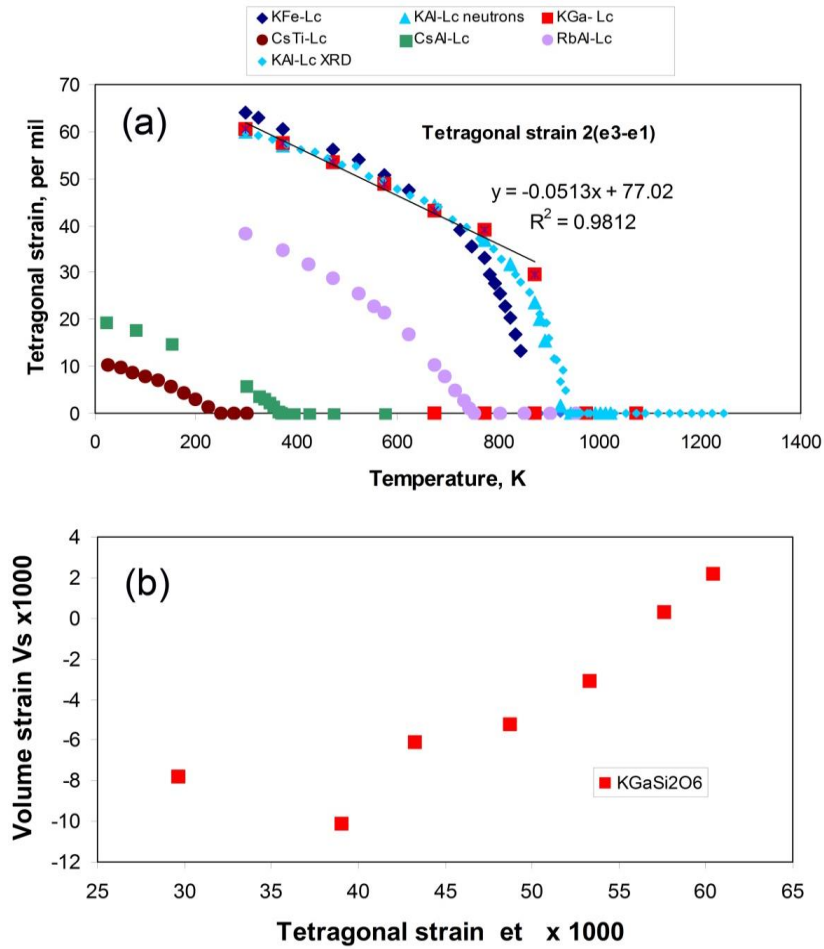 KFe-Lc KAl-Lc neutrons KGa- Lc
CsTi-Lc CsAl-Lc RbAl-Lc
KAl-Lc XRD
70
60
50
40
30
20
10
0
Tetragonal strain, per mil
(a)
Tetragonal strain 2(e3-e1)
y = -0.0513x + 77.02
R² = 0.9812
0 200 400 600 800 1000 1200 1400
Temperature, K
4
2
0
-2
-4
-6
-8
-10
-12
Volume strain Vs x1000
(b)
KGaSi2O6
25 30 35 40 45 50 55 60 65
Tetragonal strain et x 1000